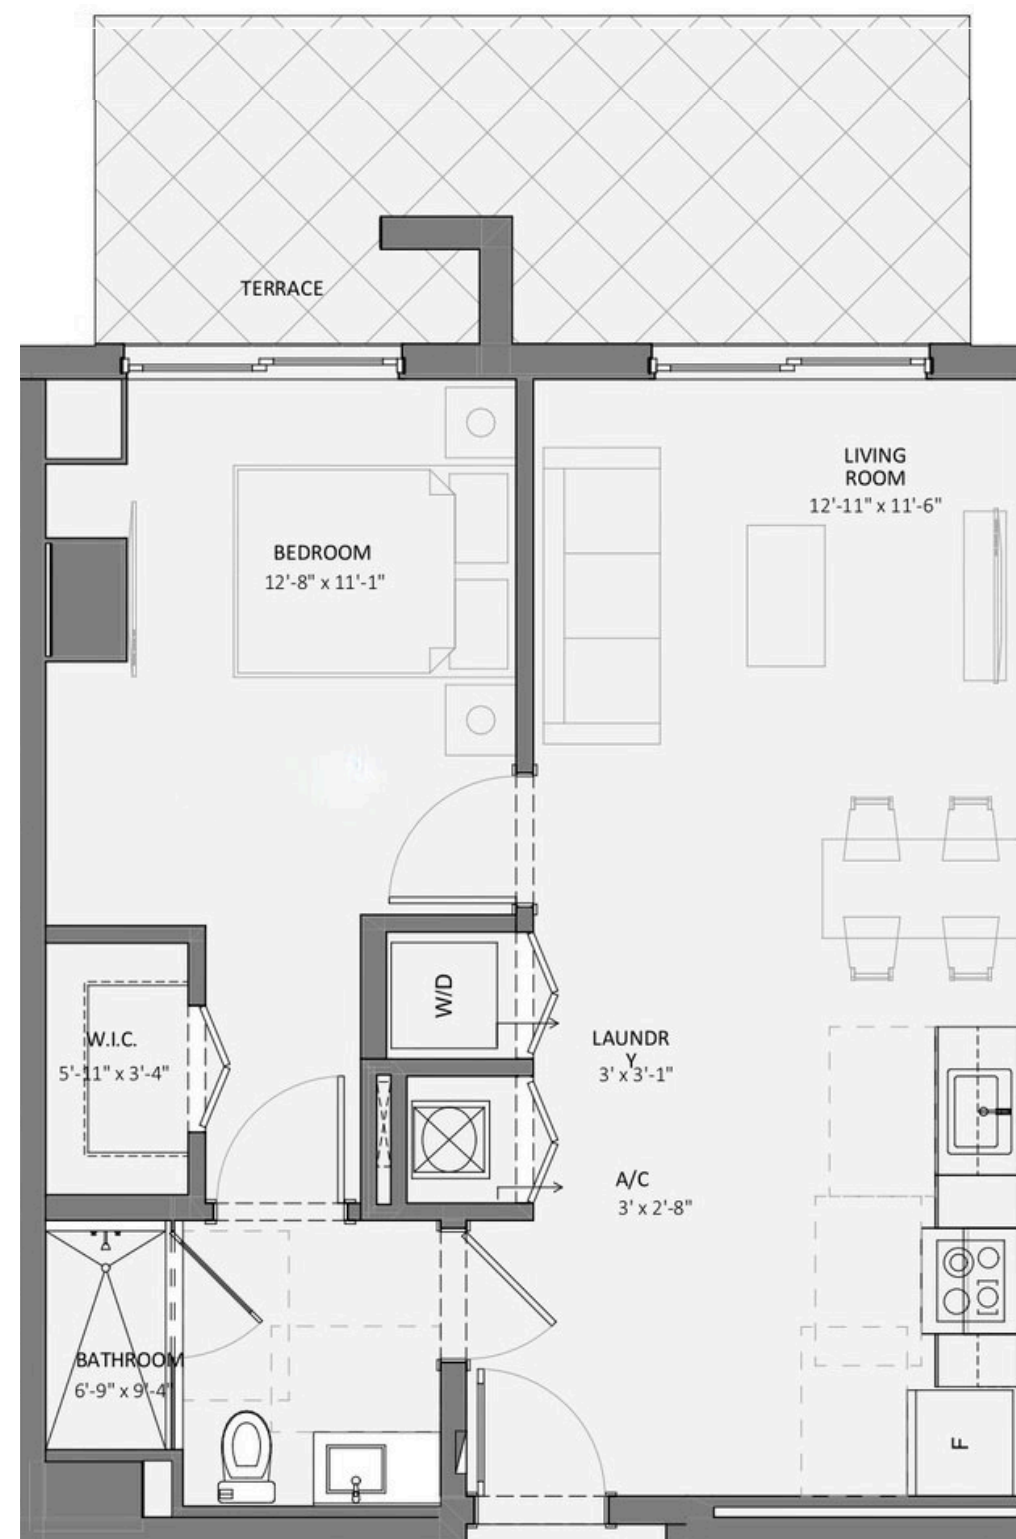 TERRACE
LIVING
ROOM
12'-11" x 11'-6"
BEDROOM
12'-8" x 11'-1"
W/D
LAUNDR
Y
3' x 3'-1"
W.I.C.
5'-11" x 3'-4"
A/C
3' x 2'-8"
BATHROOM
6'-9" x 9'-4"
F